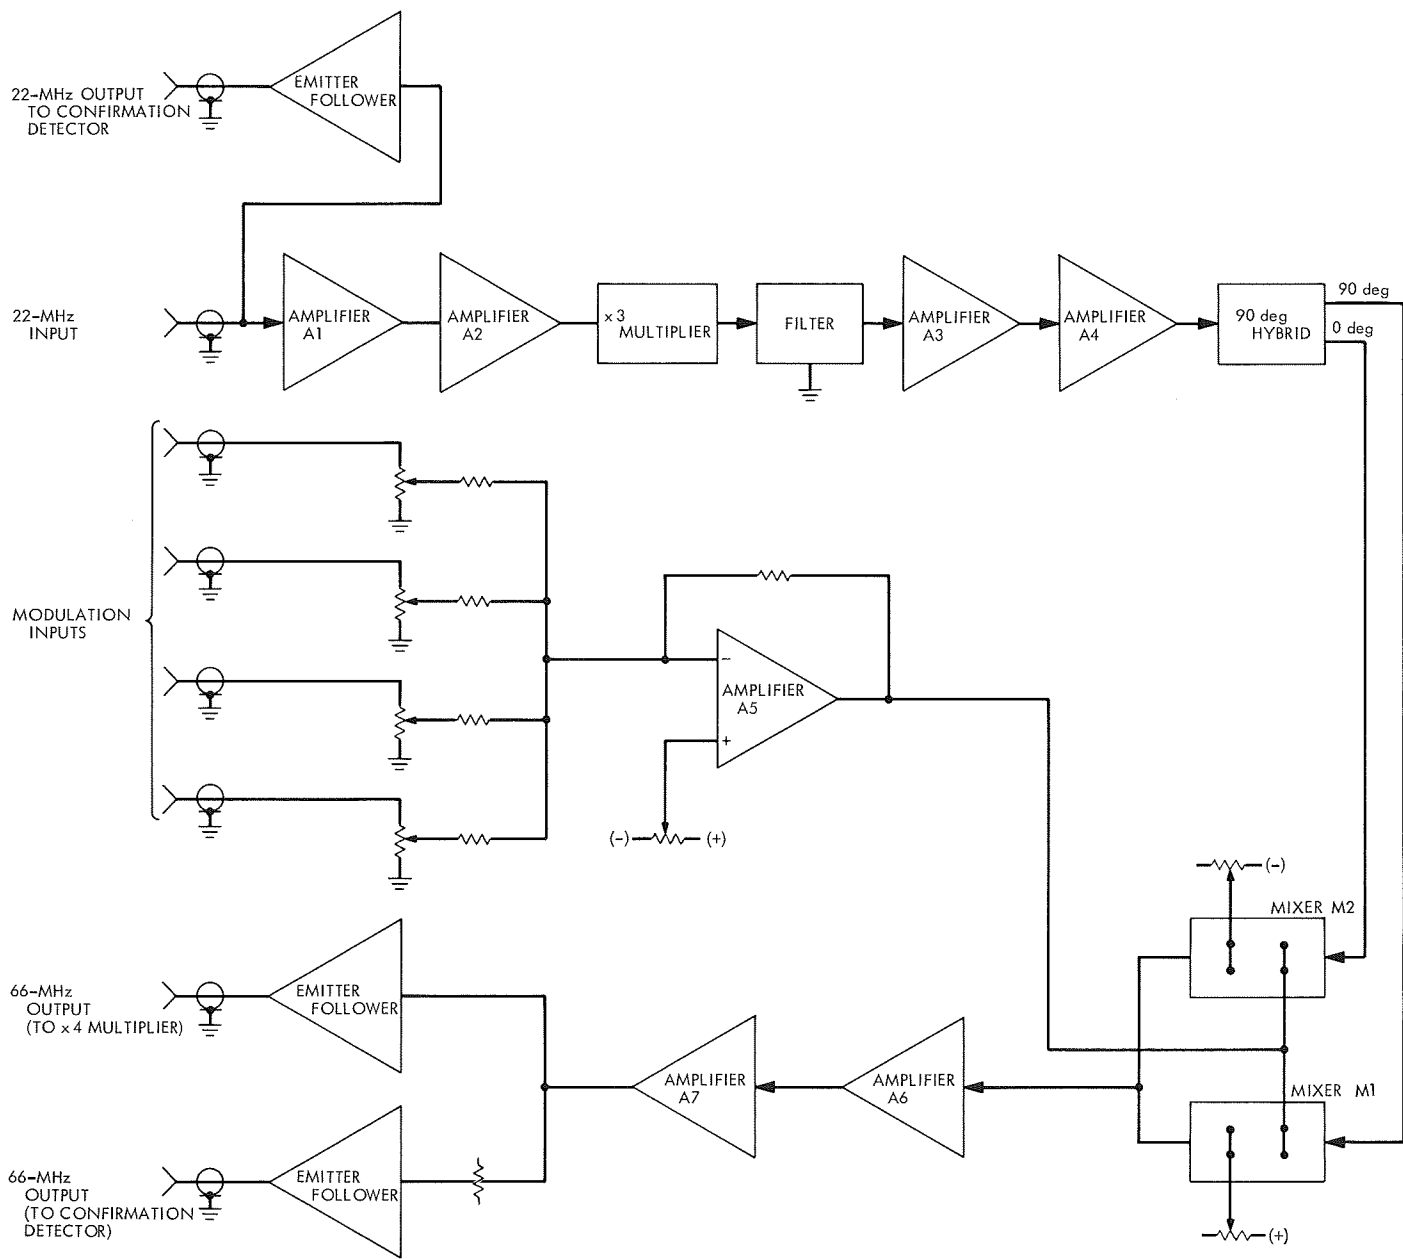 22-MHz OUTPUT
TO CONFIRMATION
DETECTOR
EMITTER
FOLLOWER
22-MHz
INPUT
AMPLIFIER
A1
AMPLIFIER
A2
x 3
MULTIPLIER
FILTER
AMPLIFIER
A3
AMPLIFIER
A4
90 deg
HYBRID
90 deg
0 deg
MODULATION
INPUTS
−
AMPLIFIER
A5
+
(−)
(+)
(−)
MIXER M2
66-MHz
OUTPUT
(TO x 4 MULTIPLIER)
EMITTER
FOLLOWER
AMPLIFIER
A7
AMPLIFIER
A6
MIXER M1
66-MHz
OUTPUT
(TO CONFIRMATION
DETECTOR)
EMITTER
FOLLOWER
(+)